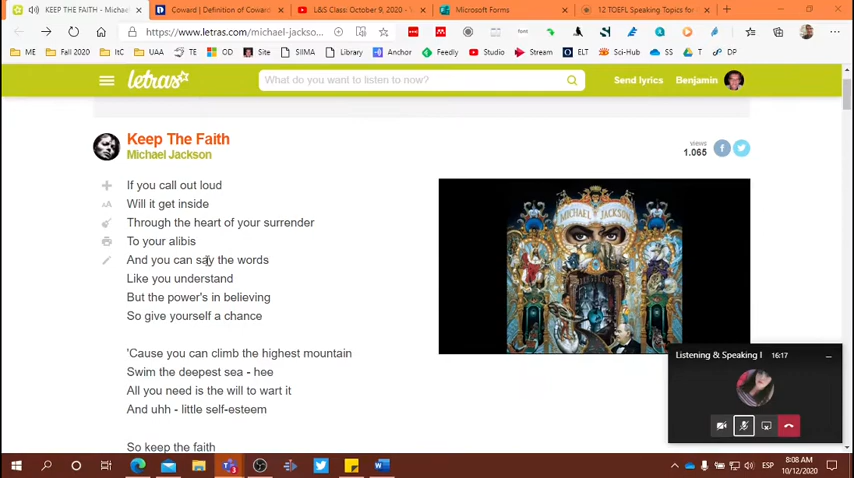 KEEP THE FAITH - Michae
Coward | Definition of Coward
L&S Class: October 9, 2020 -
Microsoft Forms
12 TOEFL Speaking Topics for
https://www.letras.com/michael-jackso...
ME
Fall 2020
ItC
UAA
TE
OD
Site
SIIMA
Library
Anchor
Feedly
Studio
Stream
ELT
Sci-Hub
SS
T
DP
letras
What do you want to listen to now?
Send lyrics
Benjamin
Keep The Faith
Michael Jackson
views
1.065
If you call out loud
Will it get inside
Through the heart of your surrender
To your alibis
And you can say the words
Like you understand
But the power's in believing
So give yourself a chance
'Cause you can climb the highest mountain
Swim the deepest sea - hee
All you need is the will to wart it
And uhh - little self-esteem
So keep the faith
MICHAEL JACKSON
Listening & Speaking I
16:17
ESP
8:08 AM
10/12/2020